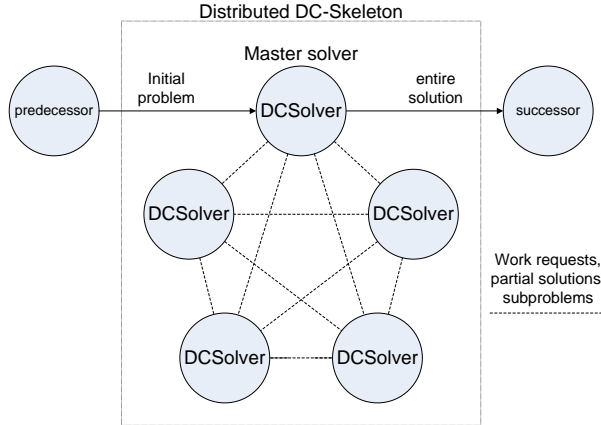 Distributed DC-Skeleton
Master solver
Initial
problem
entire
solution
predecessor
DCSolver
successor
DCSolver
DCSolver
Work requests,
partial solutions
subproblems
DCSolver
DCSolver